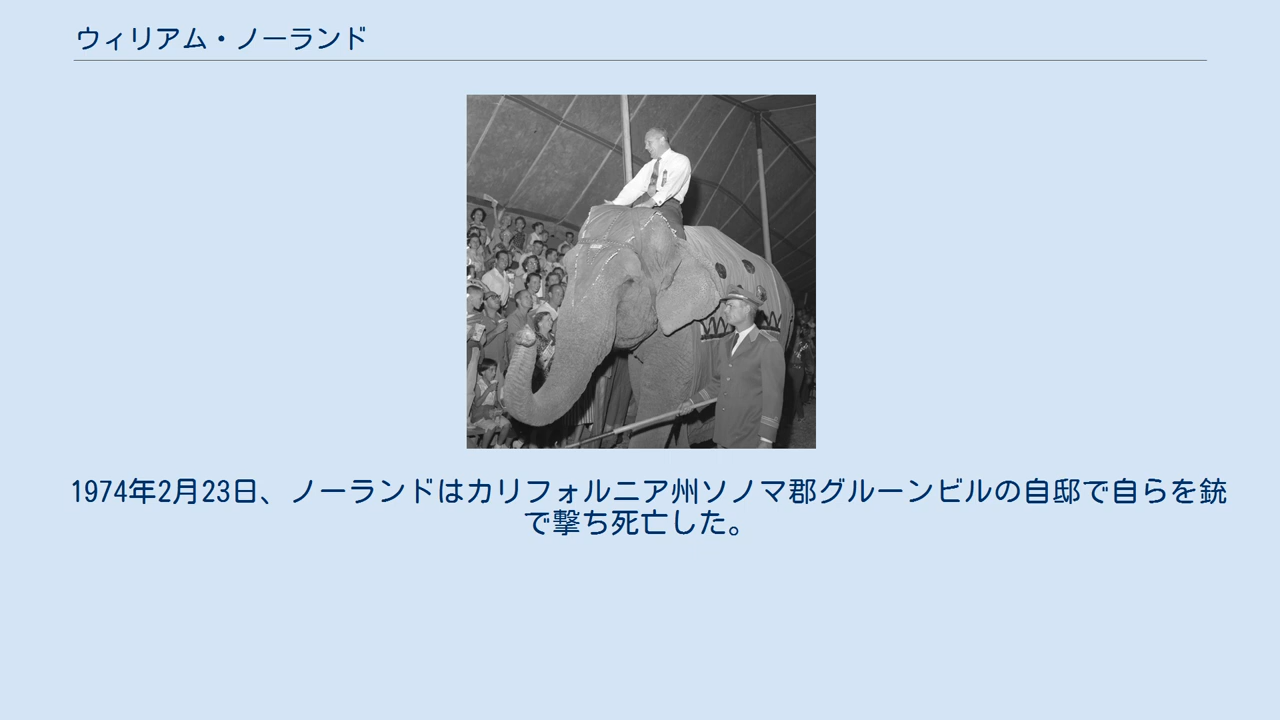 ウィリアム・ノーランド
1974年2月23日、ノーランドはカリフォルニア州ソノマ郡グルーンビルの自邸で自らを銃
で撃ち死亡した。